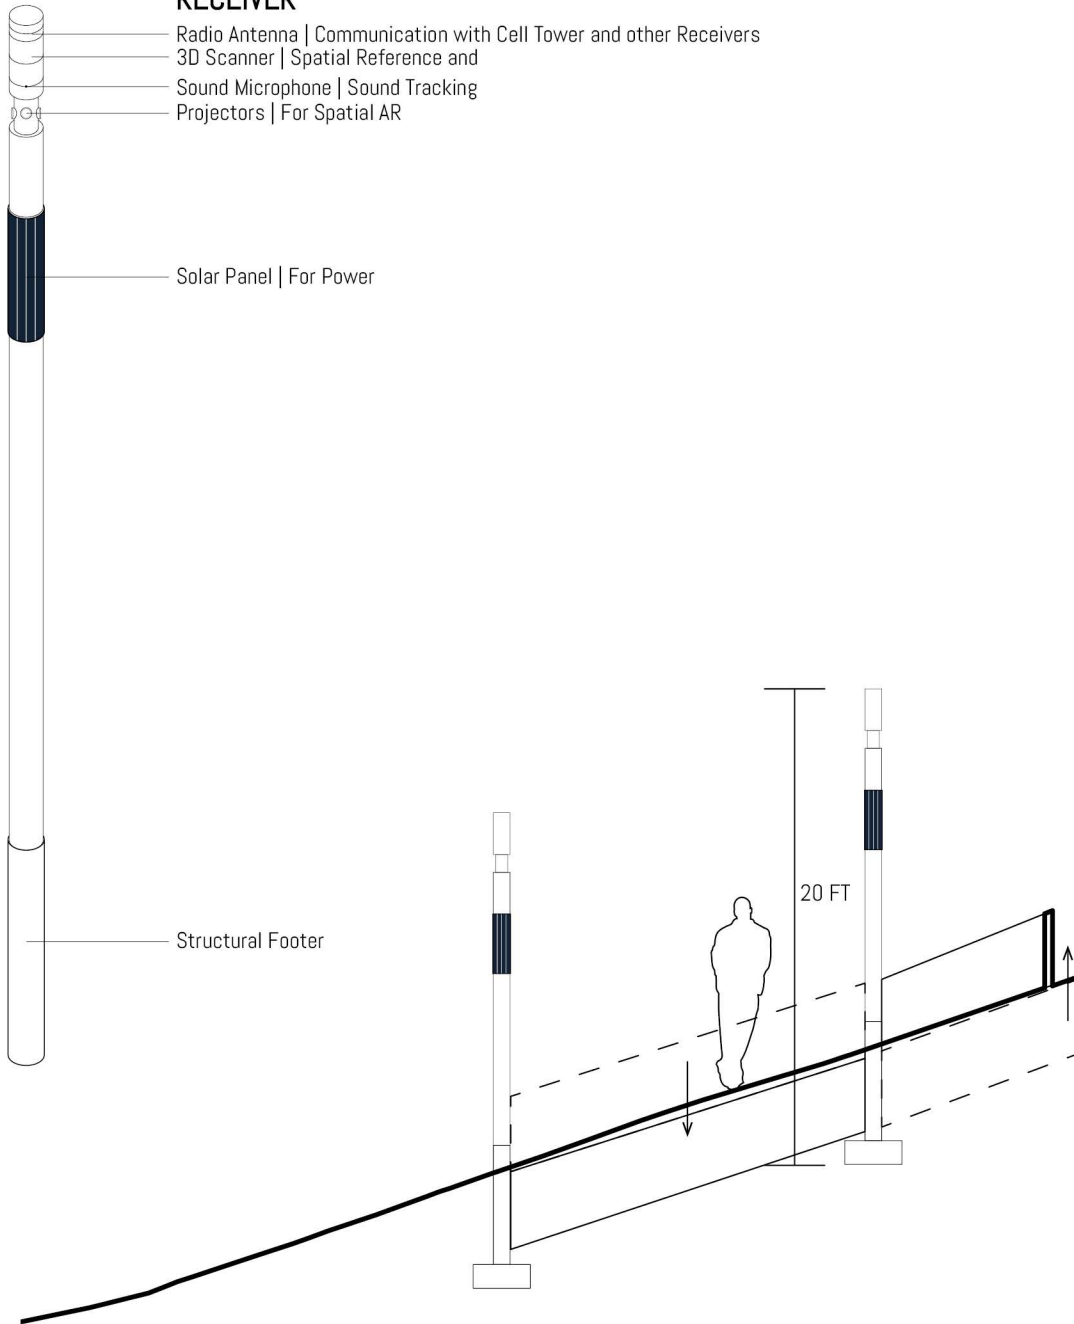 RECEIVER
Radio Antenna | Communication with Cell Tower and other Receivers
3D Scanner | Spatial Reference and
Sound Microphone | Sound Tracking
Projectors | For Spatial AR
Solar Panel | For Power
20 FT
Structural Footer